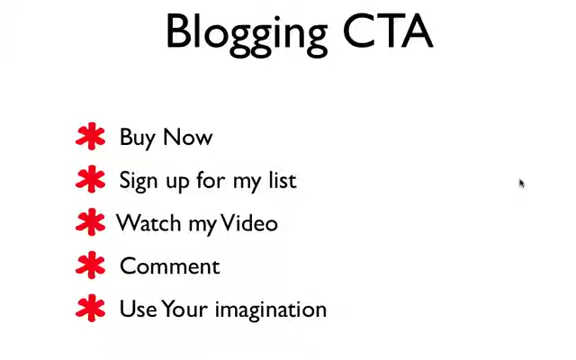 Blogging CTA
Buy Now
Sign up for my list
Watch my Video
Comment
Use Your imagination